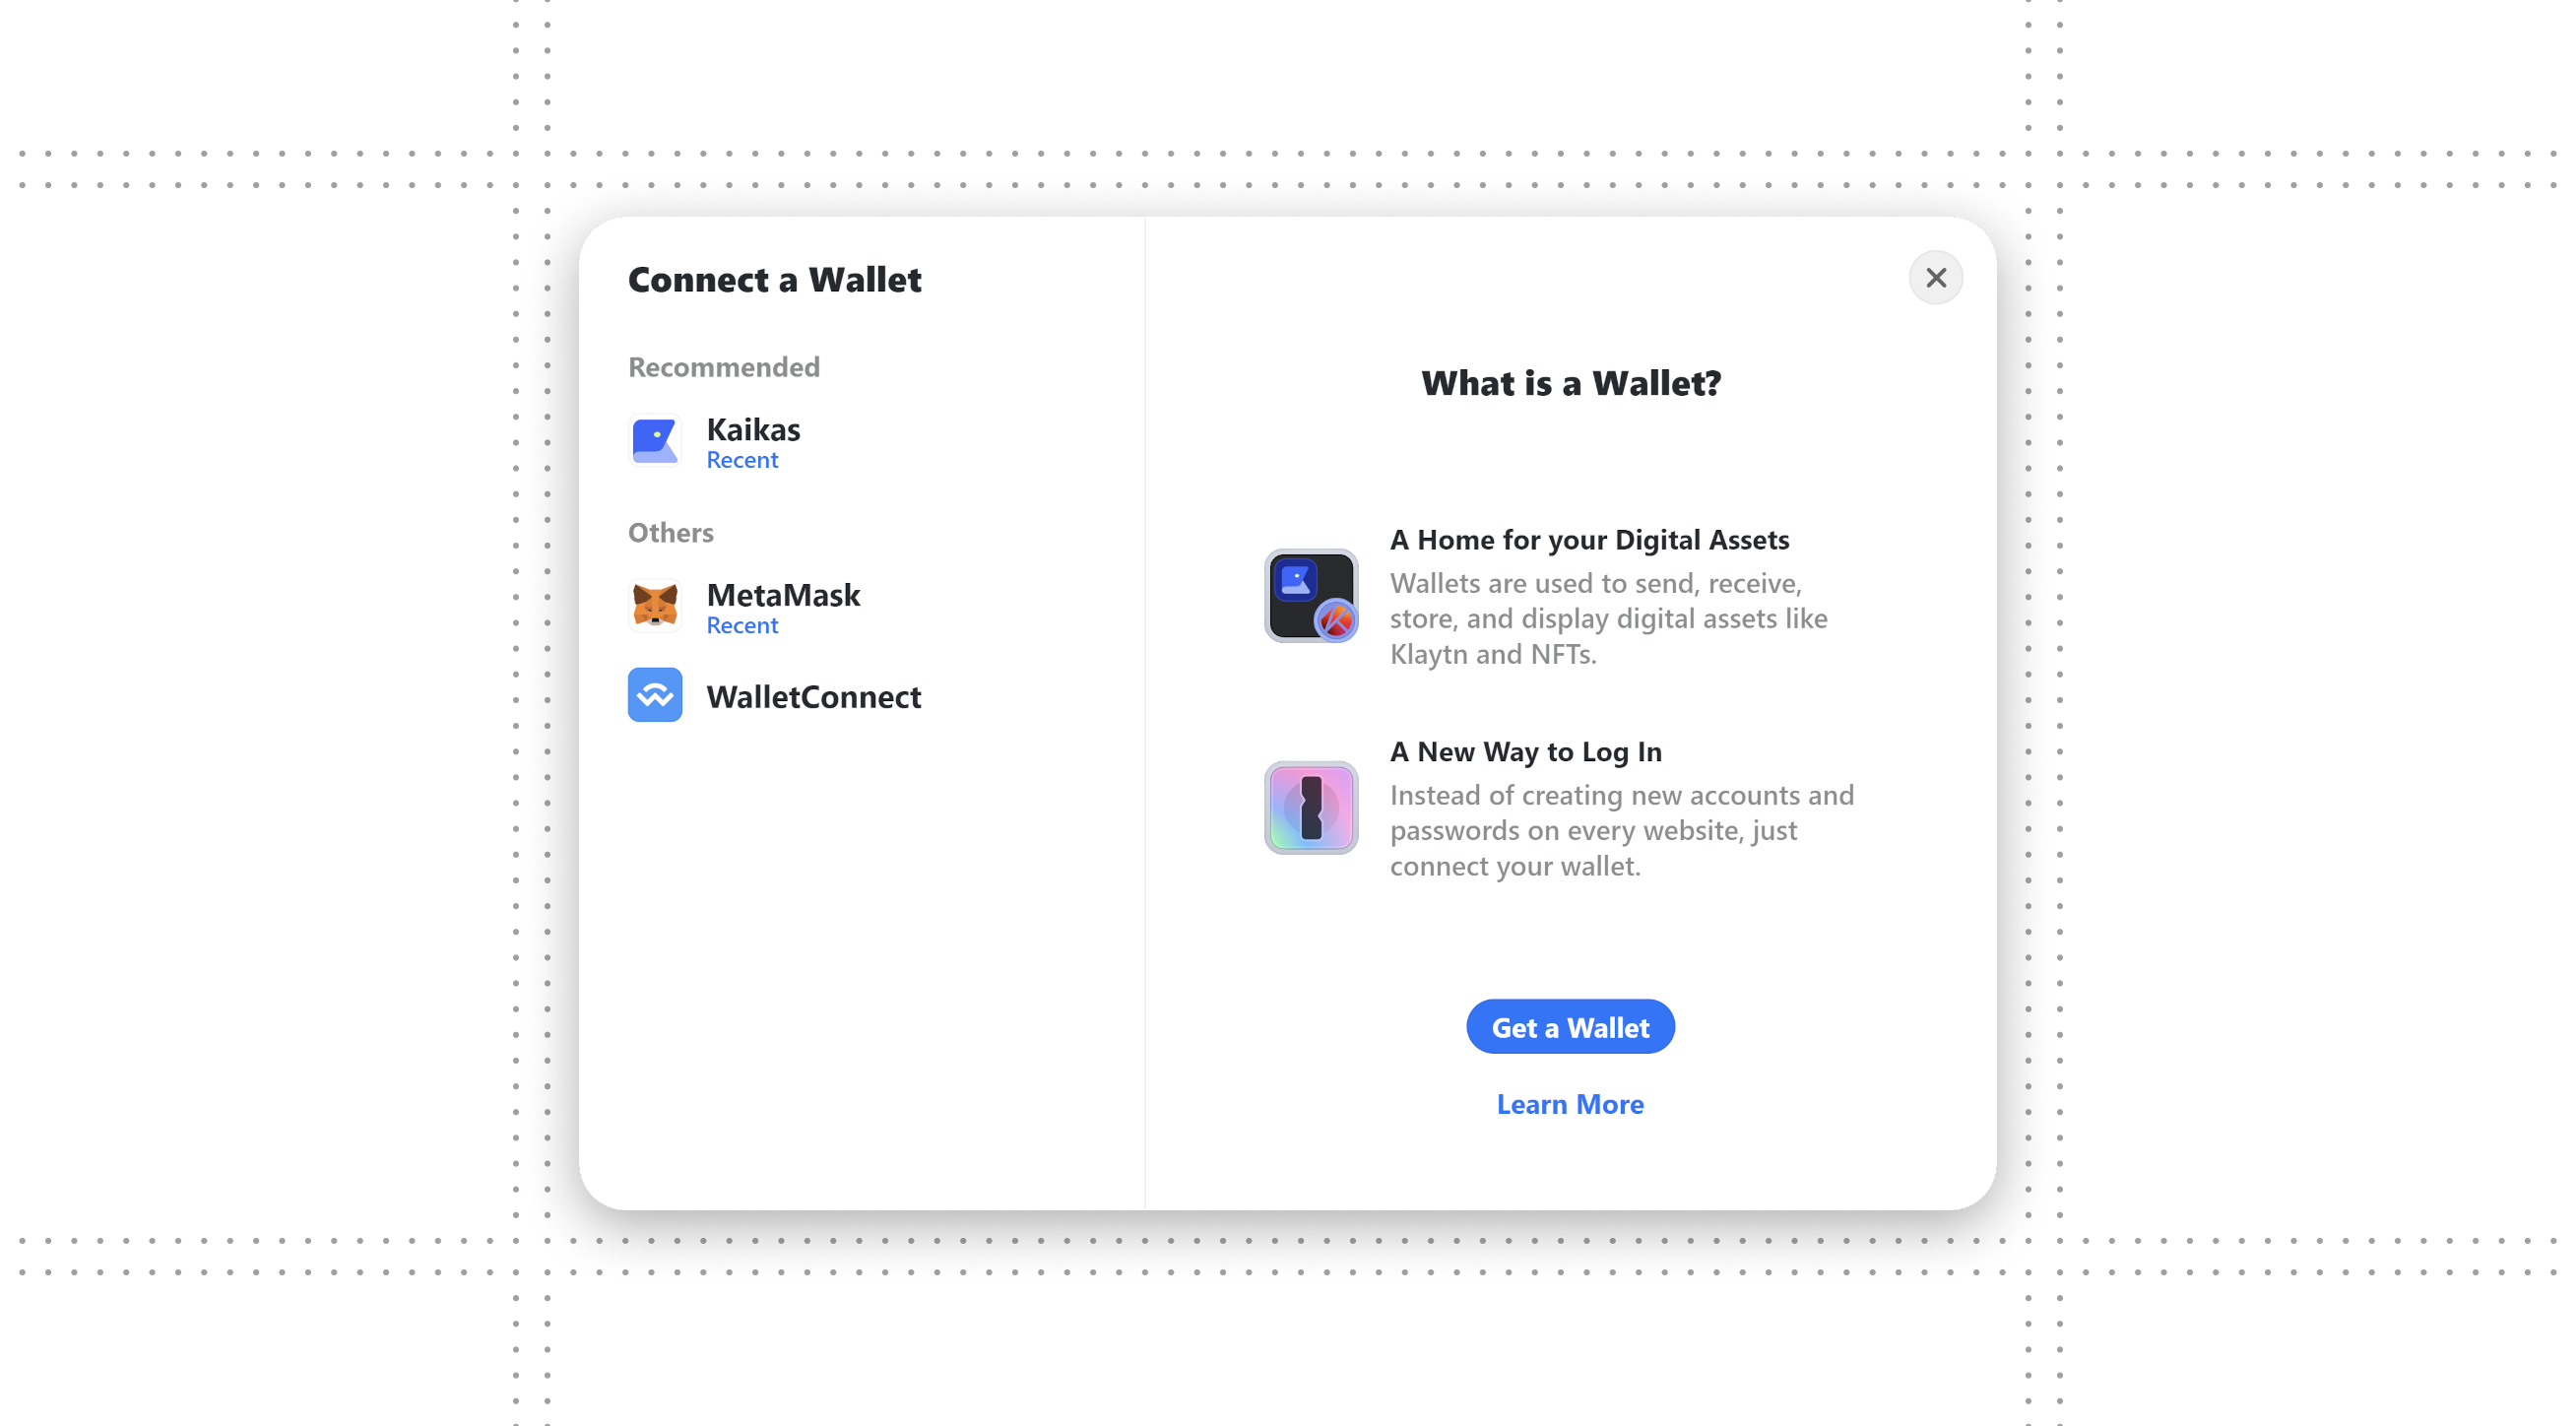 Connect a Wallet
Recommended
Kaikas
Recent
Others
MetaMask
Recent
WalletConnect
What is a Wallet?
A Home for your Digital Assets
Wallets are used to send, receive,
store, and display digital assets like
Klaytn and NFTs.
A New Way to Log In
Instead of creating new accounts and
passwords on every website, just
connect your wallet.
Get a Wallet
Learn More